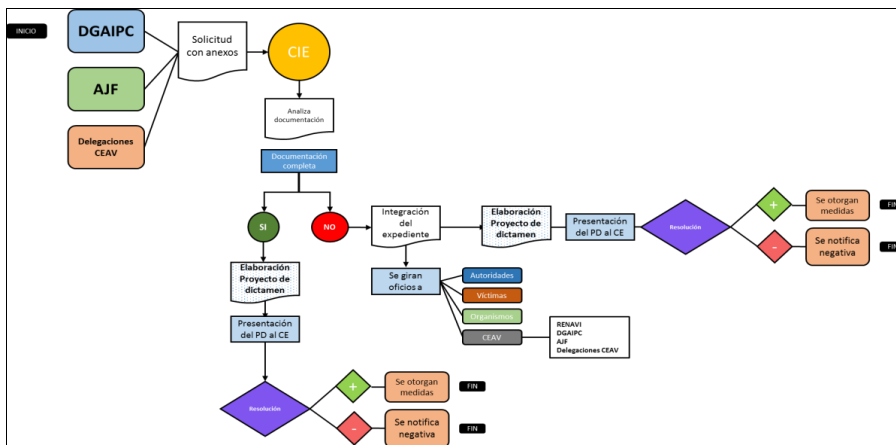 INICIO
DGAIPC
AJF
Delegaciones
CEAV
Solicitud
con anexos
CIE
Analiza
documentación
Documentación
completa
SI
NO
Integración
del
expediente
Elaboración
Proyecto de
dictamen
Presentación
del PD al CE
Resolución
+
Se otorgan
medidas
FIN
-
Se notifica
negativa
FIN
Se giran
oficios a
Autoridades
Víctimas
Organismos
CEAV
RENAVI
DGAIPC
AJF
Delegaciones CEAV
Elaboración
Proyecto de
dictamen
Presentación
del PD al CE
Resolución
+
Se otorgan
medidas
FIN
-
Se notifica
negativa
FIN